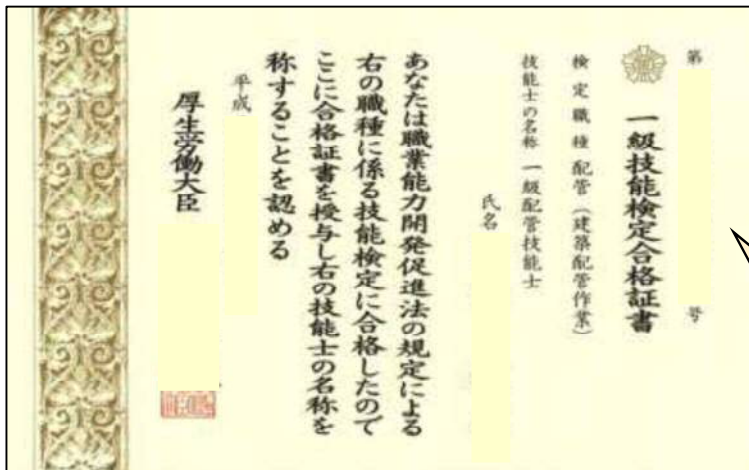 第 号
一級技能検定合格証書
検定職種 配管（建築配管作業）
技能士の名称 一級配管技能士
氏名
あなたは職業能力開発促進法の規定による
右の職種に係る技能検定に合格したので
ここに合格証書を授与し右の技能士の名称を
称することを認める
平成
厚生労働大臣